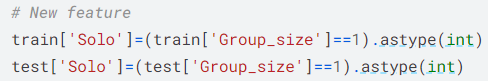 # New feature
train['Solo']=(train['Group_size']==1).astype(int)
test['Solo']=(test['Group_size']==1).astype(int)